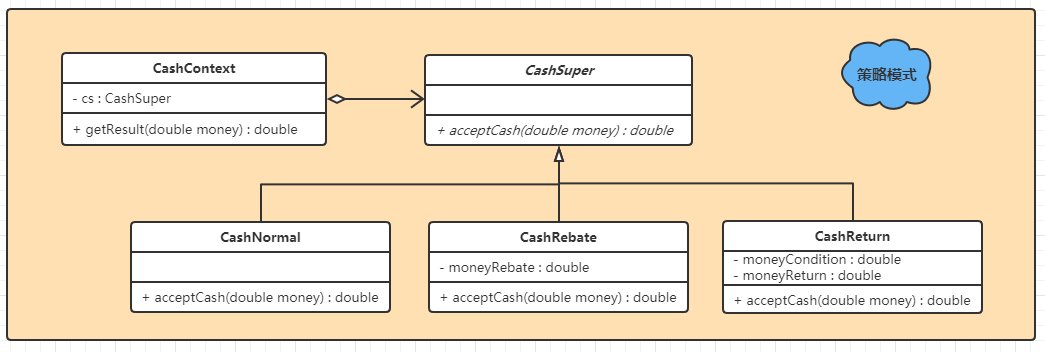 CashContext
- cs : CashSuper
+ getResult(double money) : double
CashSuper
+ acceptCash(double money) : double
策略模式
CashNormal
+ acceptCash(double money) : double
CashRebate
- moneyRebate : double
+ acceptCash(double money) : double
CashReturn
- moneyCondition : double
- moneyReturn : double
+ acceptCash(double money) : double